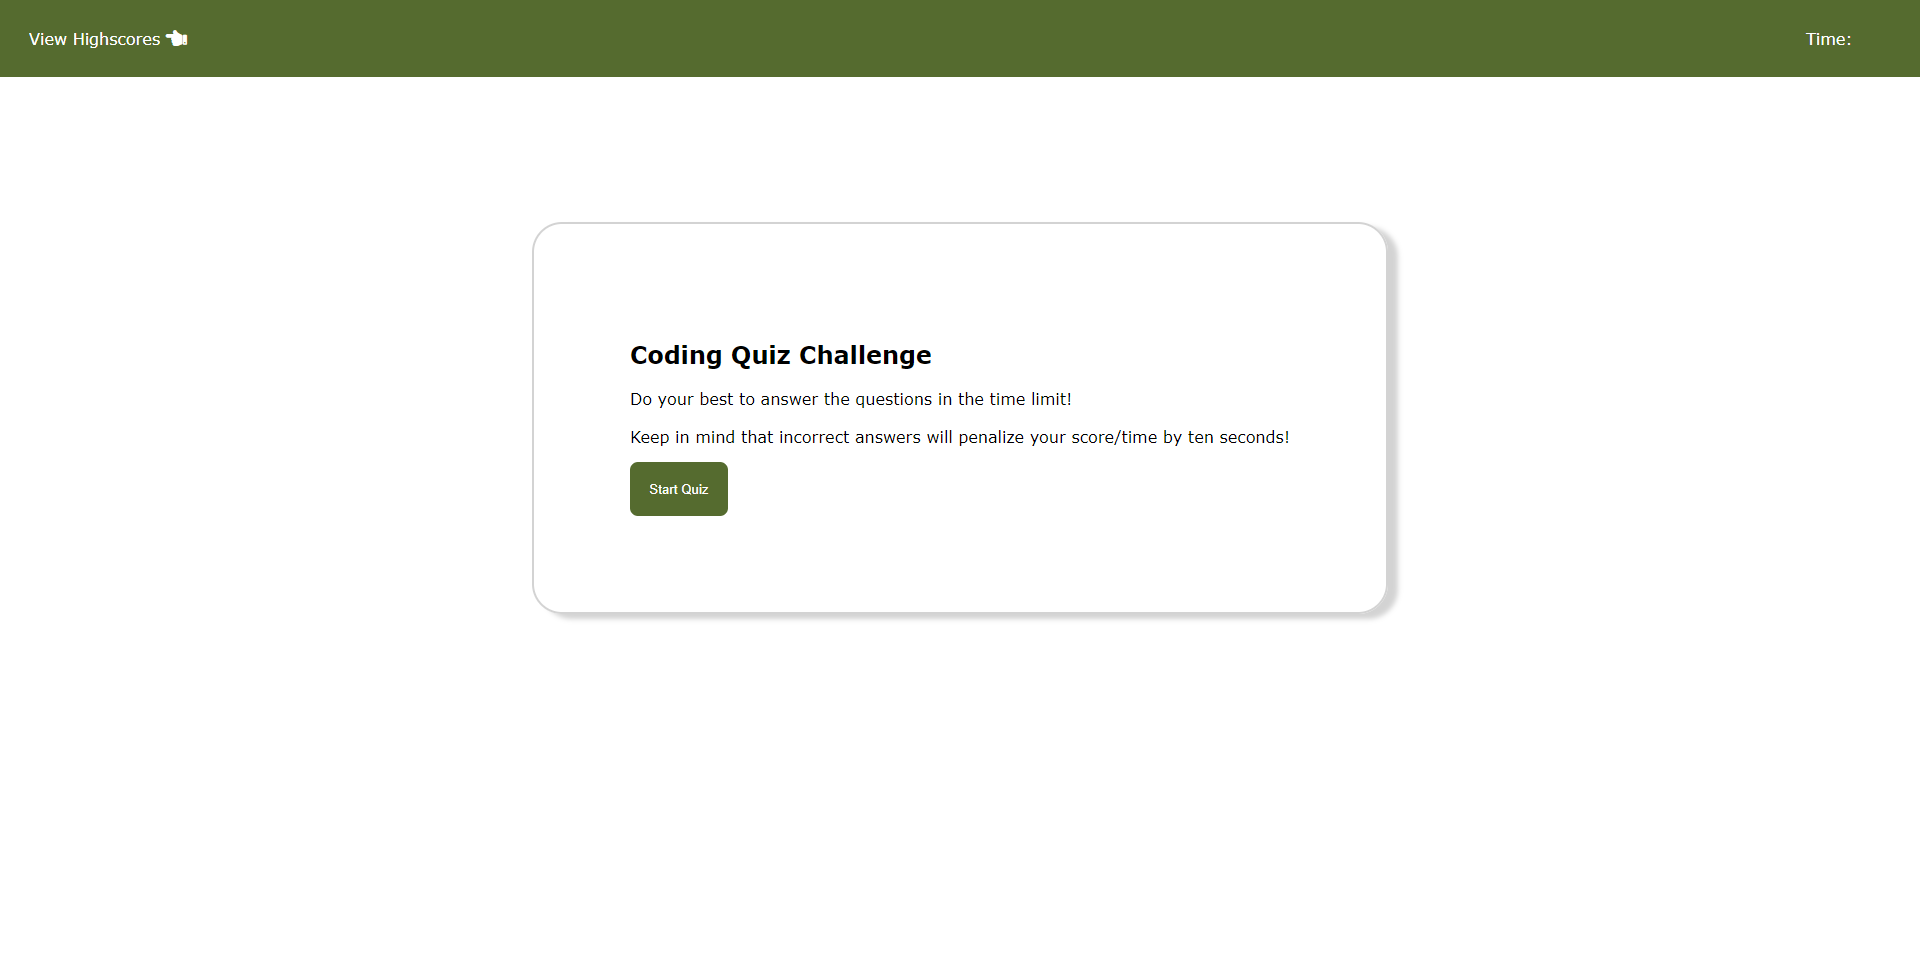 View Highscores
Time:
Coding Quiz Challenge
Do your best to answer the questions in the time limit!
Keep in mind that incorrect answers will penalize your score/time by ten seconds!
Start Quiz